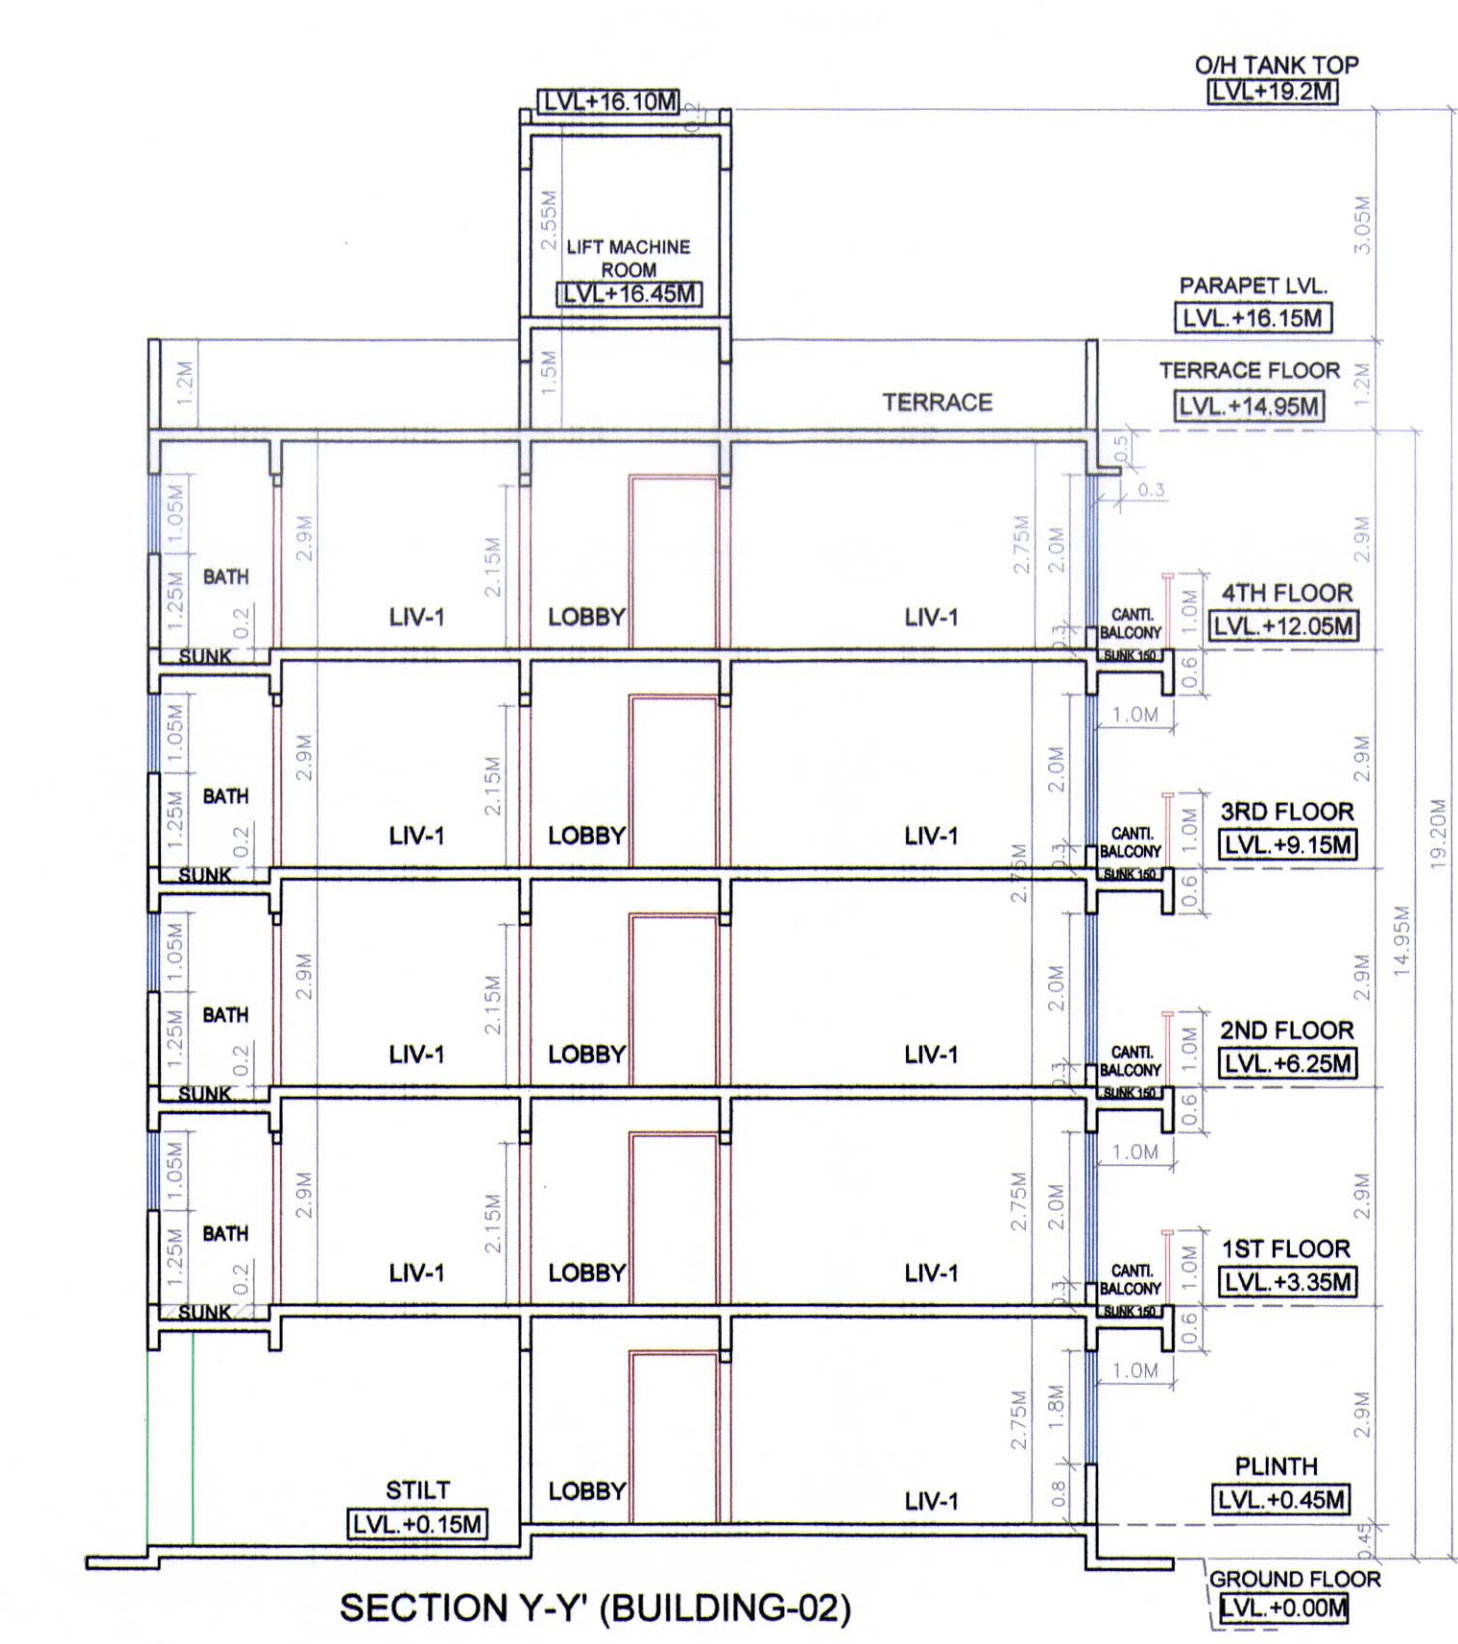 O/H TANK TOP
LVL+19.2M
LVL+16.10M
0.2
2.55M
3.05M
LIFT MACHINE
ROOM
LVL+16.45M
PARAPET LVL.
LVL.+16.15M
1.2M
1.5M
TERRACE
TERRACE FLOOR
LVL.+14.95M
1.2M
0.5
0.3
1.05M
2.9M
2.15M
2.75M
2.0M
2.9M
1.25M
BATH
0.2
LIV-1
LOBBY
LIV-1
0.3
CANTI.
BALCONY
1.0M
4TH FLOOR
LVL.+12.05M
SUNK
SUNK 150
0.6
1.0M
1.05M
2.9M
2.15M
2.0M
2.9M
1.25M
BATH
0.2
LIV-1
LOBBY
LIV-1
0.3
CANTI.
BALCONY
1.0M
3RD FLOOR
LVL.+9.15M
19.20M
SUNK
2.75M
SUNK 150
0.6
14.95M
1.05M
2.9M
2.15M
2.0M
2.9M
1.25M
BATH
0.2
LIV-1
LOBBY
LIV-1
0.3
CANTI.
BALCONY
1.0M
2ND FLOOR
LVL.+6.25M
SUNK
SUNK 150
0.6
1.0M
1.05M
2.9M
2.15M
2.75M
2.0M
2.9M
1.25M
BATH
0.2
LIV-1
LOBBY
LIV-1
0.3
CANTI.
BALCONY
1.0M
1ST FLOOR
LVL.+3.35M
SUNK
SUNK 150
0.6
1.0M
2.75M
1.8M
2.9M
STILT
LVL.+0.15M
LOBBY
LIV-1
0.8
PLINTH
LVL.+0.45M
0.45
GROUND FLOOR
LVL.+0.00M
SECTION Y-Y' (BUILDING-02)